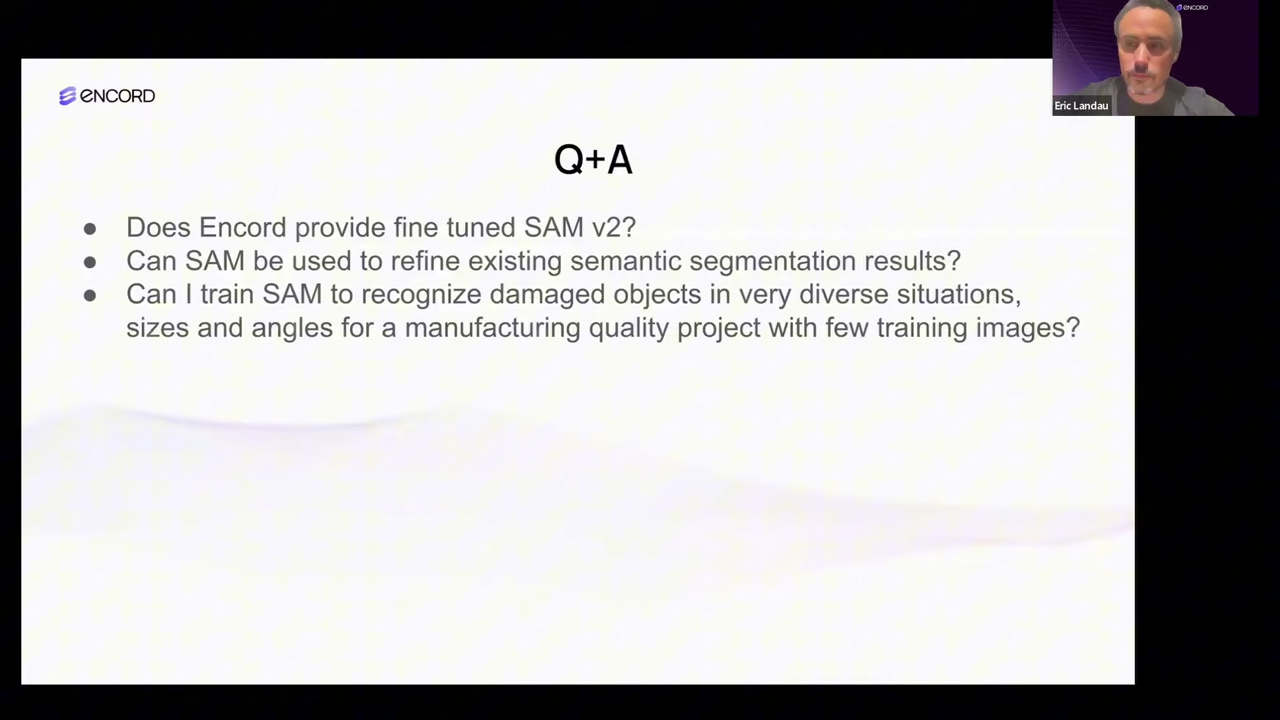 ENCORD
Eric Landau
ENCORD
Q+A
● Does Encord provide fine tuned SAM v2?
● Can SAM be used to refine existing semantic segmentation results?
● Can I train SAM to recognize damaged objects in very diverse situations,
sizes and angles for a manufacturing quality project with few training images?